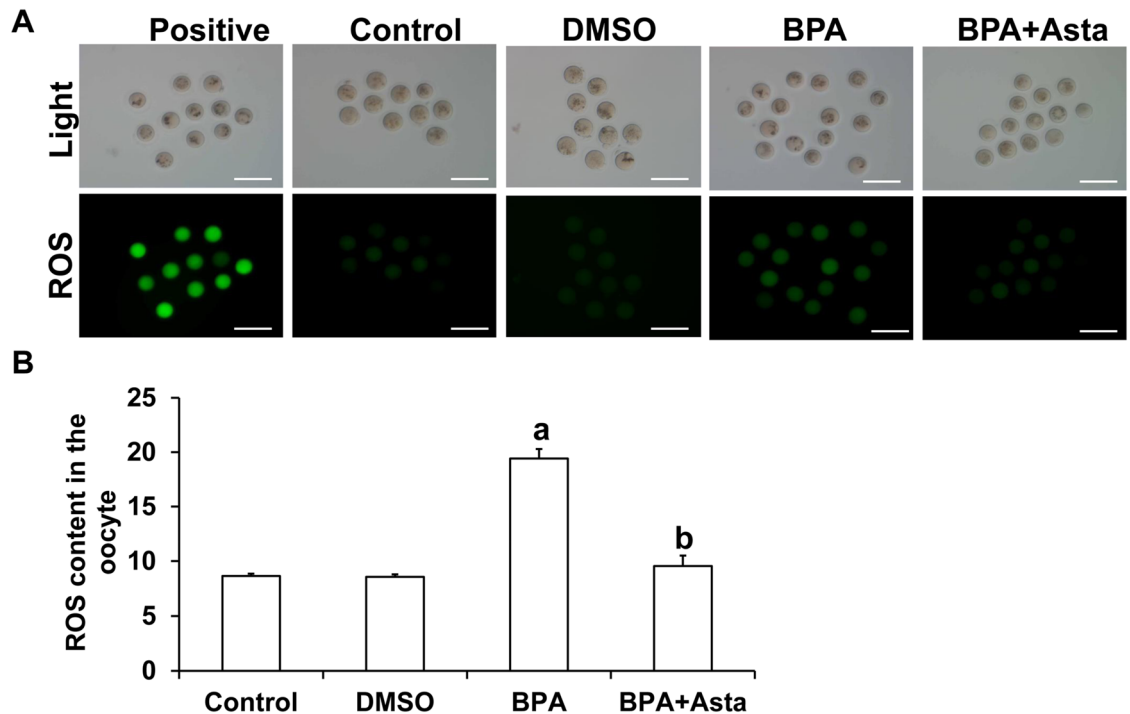 A
Positive
Control
DMSO
BPA
BPA+Asta
Light
ROS
B
ROS content in the
oocyte
25
20
15
10
5
0
a
b
Control
DMSO
BPA
BPA+Asta